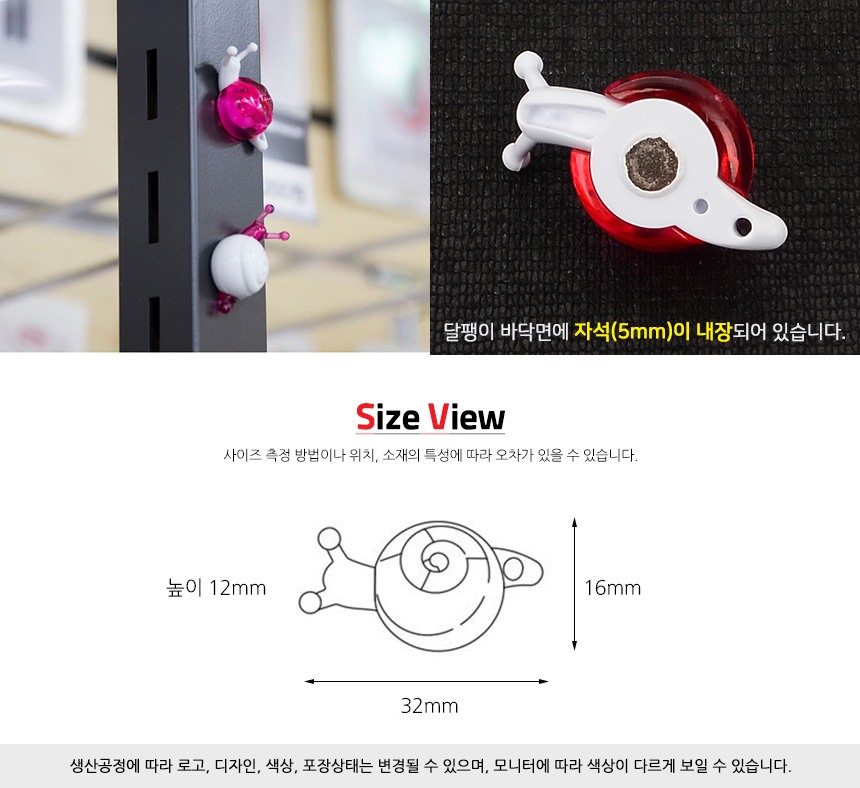 달팽이 바닥면에 자석(5mm)이 내장되어 있습니다.
Size View
사이즈 측정 방법이나 위치, 소재의 특성에 따라 오차가 있을 수 있습니다.
높이 12mm
16mm
32mm
생산공정에 따라 로고, 디자인, 색상, 포장상태는 변경될 수 있으며, 모니터에 따라 색상이 다르게 보일 수 있습니다.